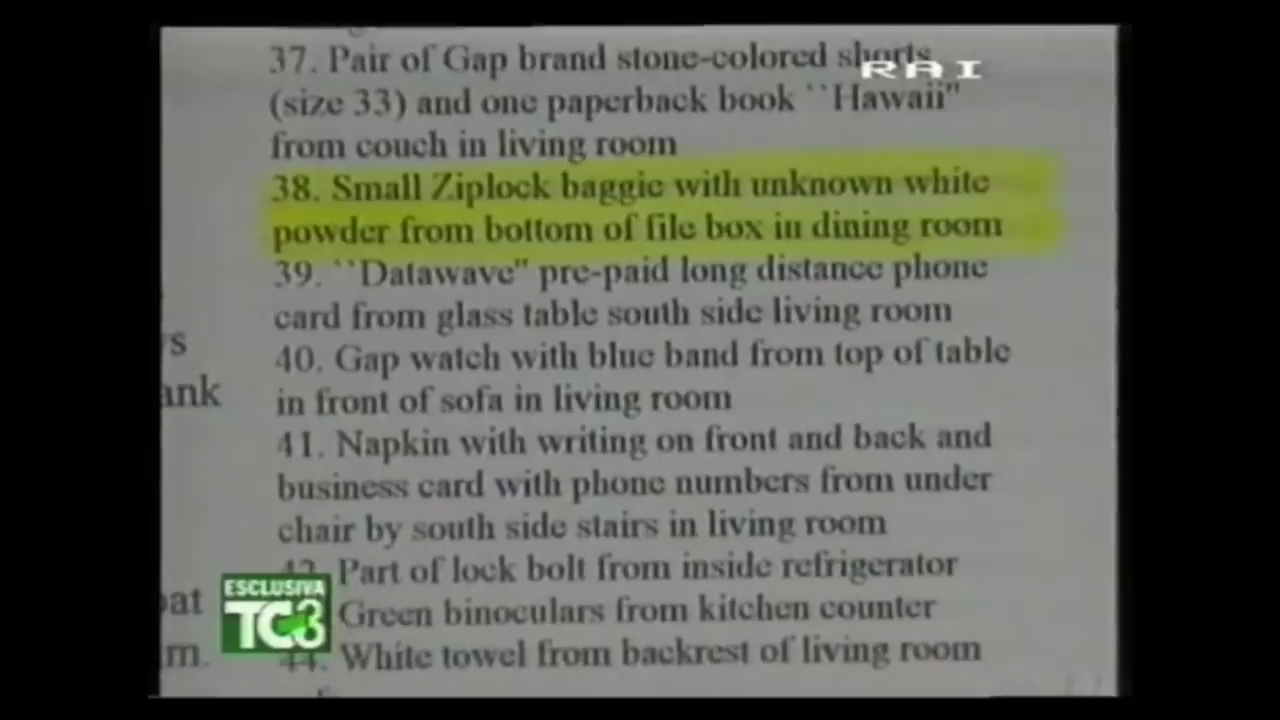 37. Pair of Gap brand stone-colored shorts
RAI
(size 33) and one paperback book ``Hawaii"
from couch in living room
38. Small Ziplock baggie with unknown white
powder from bottom of file box in dining room
39. ``Datawave" pre-paid long distance phone
card from glass table south side living room
40. Gap watch with blue band from top of table
in front of sofa in living room
41. Napkin with writing on front and back and
business card with phone numbers from under
chair by south side stairs in living room
42. Part of lock bolt from inside refrigerator
Green binoculars from kitchen counter
44. White towel from backrest of living room
ank
ESCLUSIVA
TG3